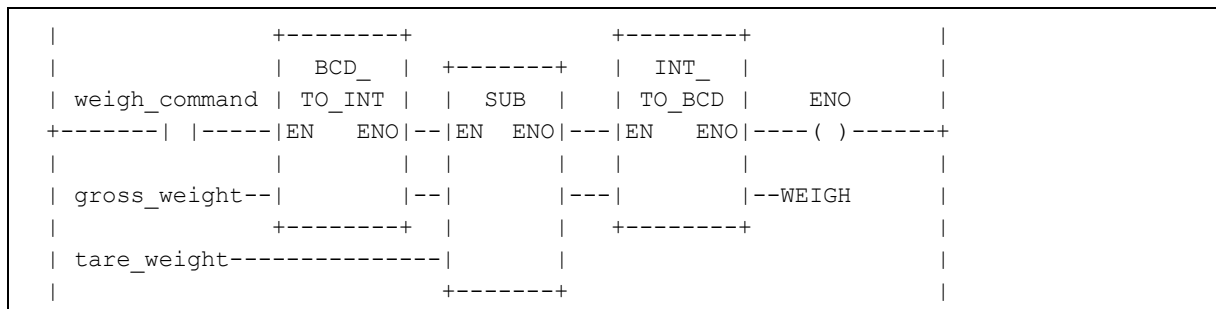 |                +--------+              +--------+            |
|                |  BCD_  |  +-------+   |  INT_  |            |
| weigh_command  | TO_INT |  |  SUB  |   | TO_BCD |    ENO     |
+-------| |-----|EN   ENO|--|EN  ENO|---|EN   ENO|----( )------+
|                |        |  |       |   |        |            |
| gross_weight--|        |--|       |---|        |--WEIGH      |
|                +--------+  |       |   +--------+            |
| tare_weight---------------|       |                         |
|                            +-------+                         |